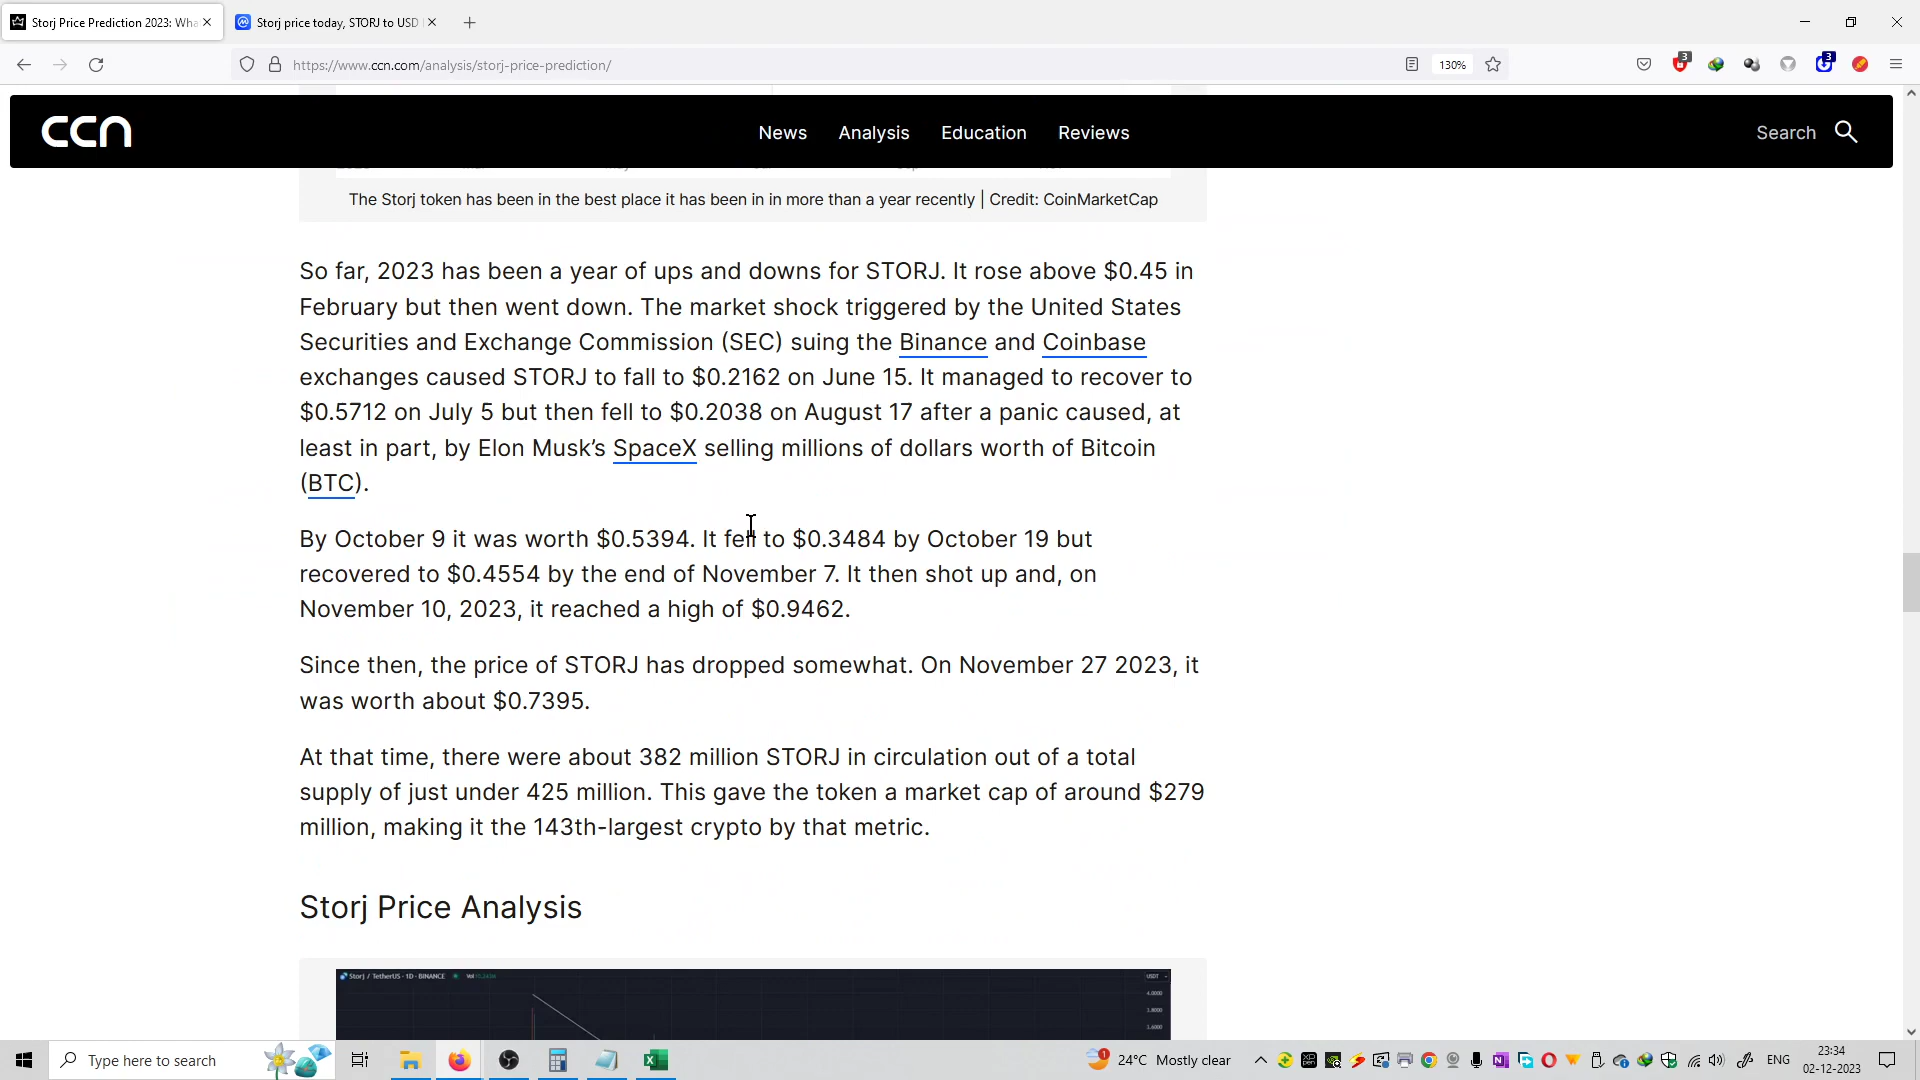 Storj Price Prediction 2023: Wha
Storj price today, STORJ to USD
https://www.ccn.com/analysis/storj-price-prediction/
130%
3
3
ccn
News
Analysis
Education
Reviews
Search
The Storj token has been in the best place it has been in in more than a year recently | Credit: CoinMarketCap
So far, 2023 has been a year of ups and downs for STORJ. It rose above $0.45 in
February but then went down. The market shock triggered by the United States
Securities and Exchange Commission (SEC) suing the Binance and Coinbase
exchanges caused STORJ to fall to $0.2162 on June 15. It managed to recover to
$0.5712 on July 5 but then fell to $0.2038 on August 17 after a panic caused, at
least in part, by Elon Musk’s SpaceX selling millions of dollars worth of Bitcoin
(BTC).
By October 9 it was worth $0.5394. It fell to $0.3484 by October 19 but
recovered to $0.4554 by the end of November 7. It then shot up and, on
November 10, 2023, it reached a high of $0.9462.
Since then, the price of STORJ has dropped somewhat. On November 27 2023, it
was worth about $0.7395.
At that time, there were about 382 million STORJ in circulation out of a total
supply of just under 425 million. This gave the token a market cap of around $279
million, making it the 143th-largest crypto by that metric.
Storj Price Analysis
Storj / TetherUS · 1D · BINANCE
Vol
USDT
4.0000
3.8000
3.6000
Type here to search
1
24°C Mostly clear
ENG
23:34
02-12-2023